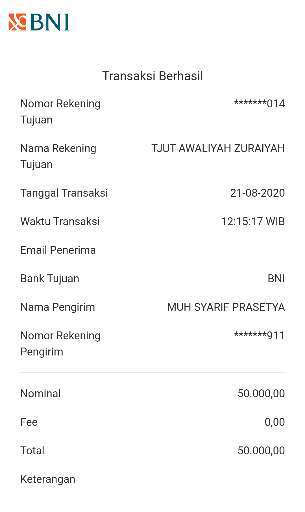 BNI
Transaksi Berhasil
Nomor Rekening Tujuan *******014
Nama Rekening Tujuan TJUT AWALIYAH ZURAIYAH
Tanggal Transaksi 21-08-2020
Waktu Transaksi 12:15:17 WIB
Email Penerima
Bank Tujuan BNI
Nama Pengirim MUH SYARIF PRASETYA
Nomor Rekening Pengirim *******911
Nominal 50.000,00
Fee 0,00
Total 50.000,00
Keterangan